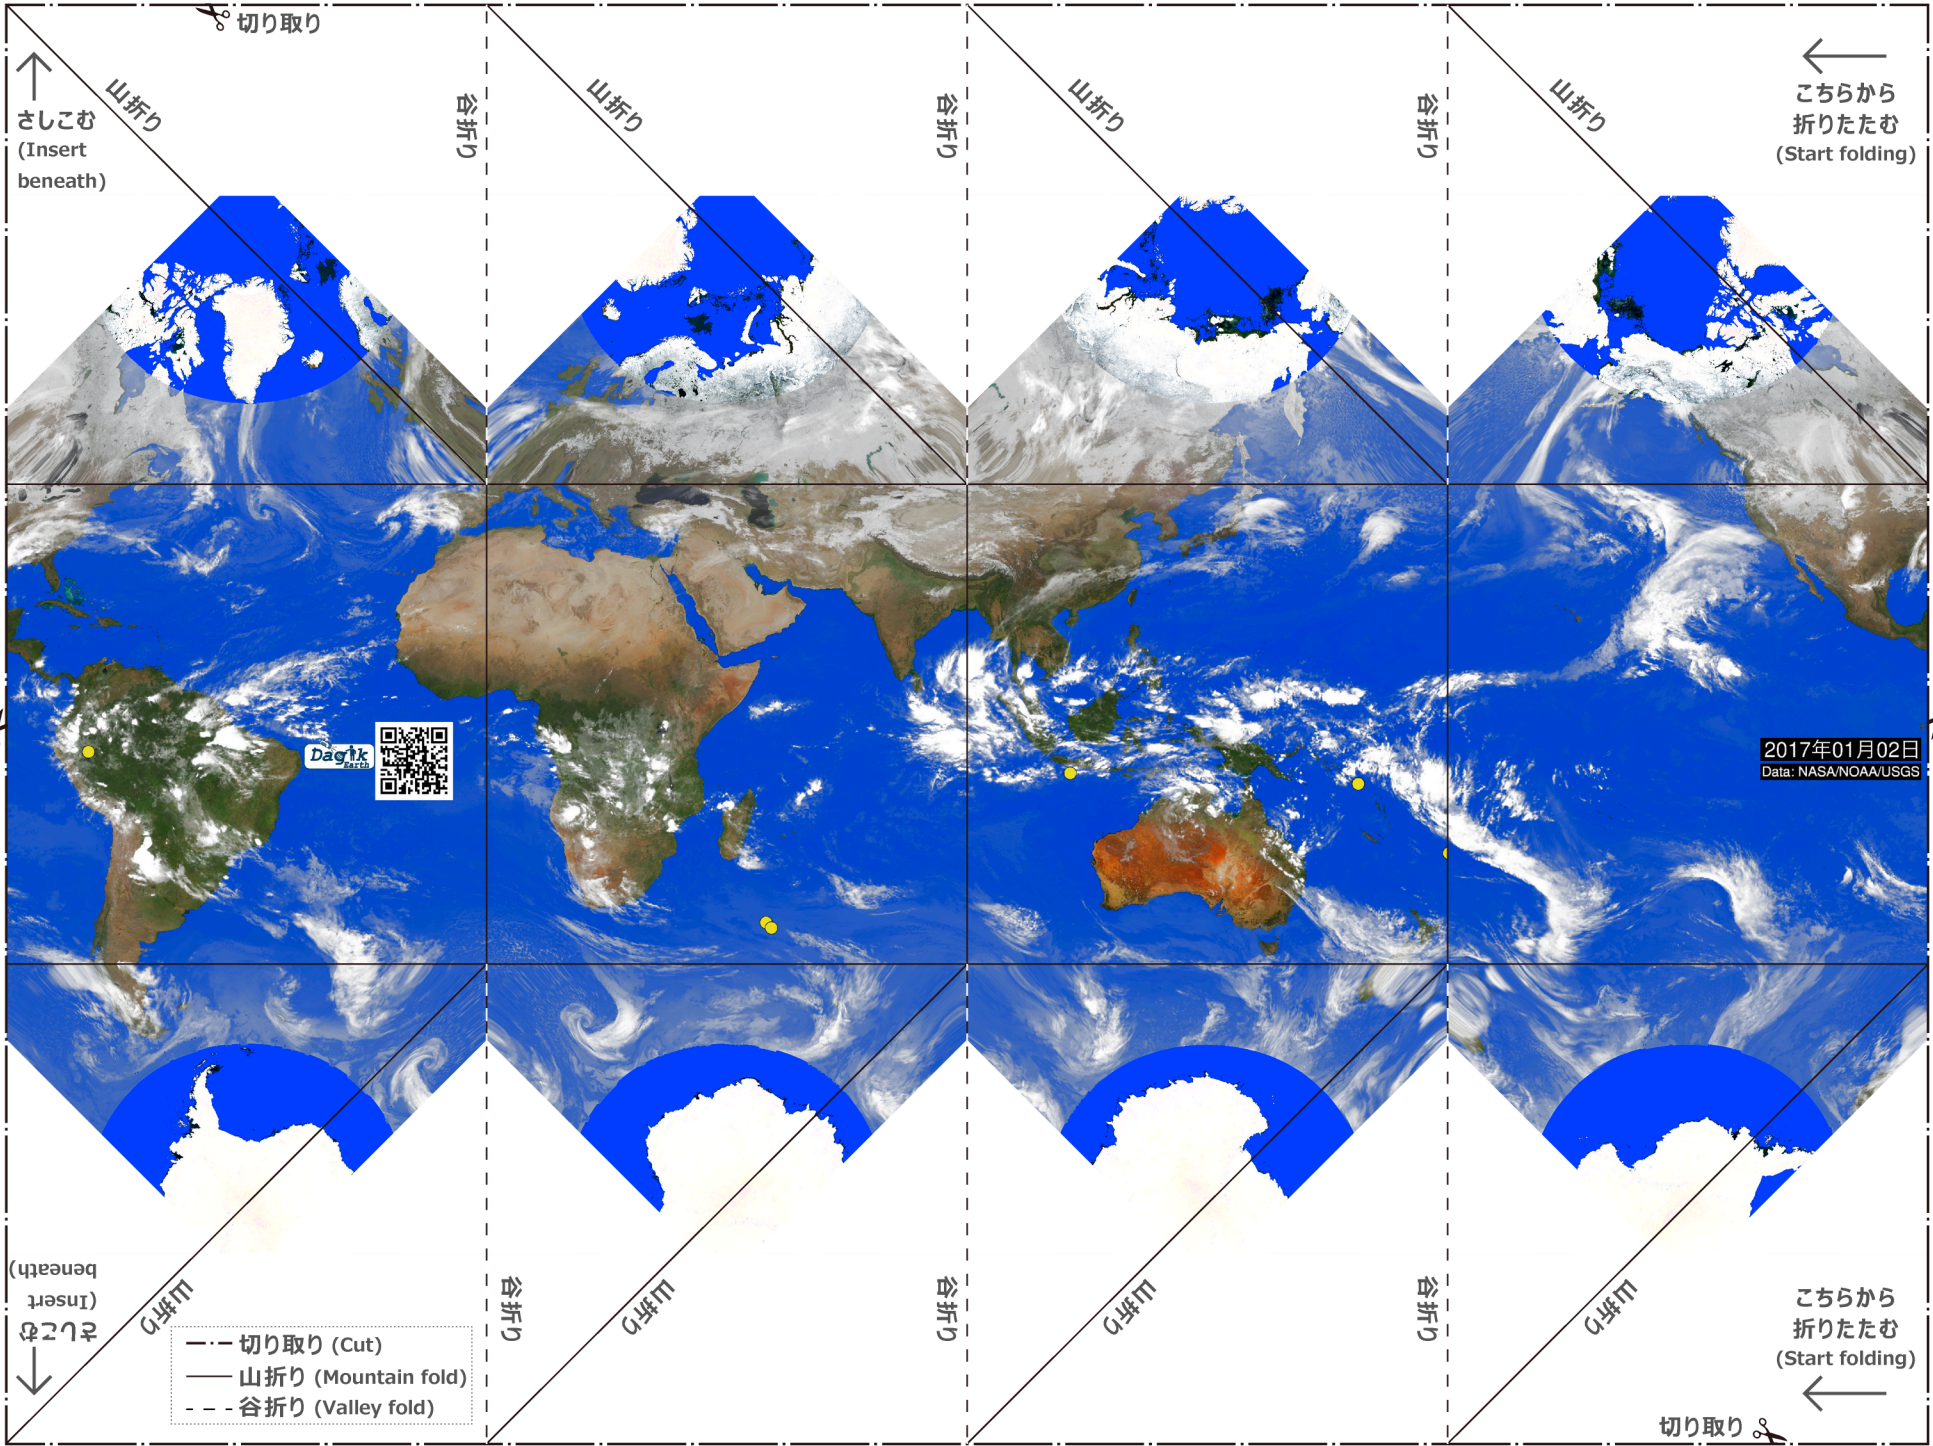 切り取り
さしこむ
(Insert
beneath)
山折り
谷折り
山折り
谷折り
山折り
谷折り
山折り
こちらから
折りたたむ
(Start folding)
Dagik
Earth
2017年01月02日
Data: NASA/NOAA/USGS
さしこむ
(Insert
beneath)
山折り
谷折り
山折り
谷折り
山折り
谷折り
山折り
こちらから
折りたたむ
(Start folding)
切り取り (Cut)
山折り (Mountain fold)
谷折り (Valley fold)
切り取り